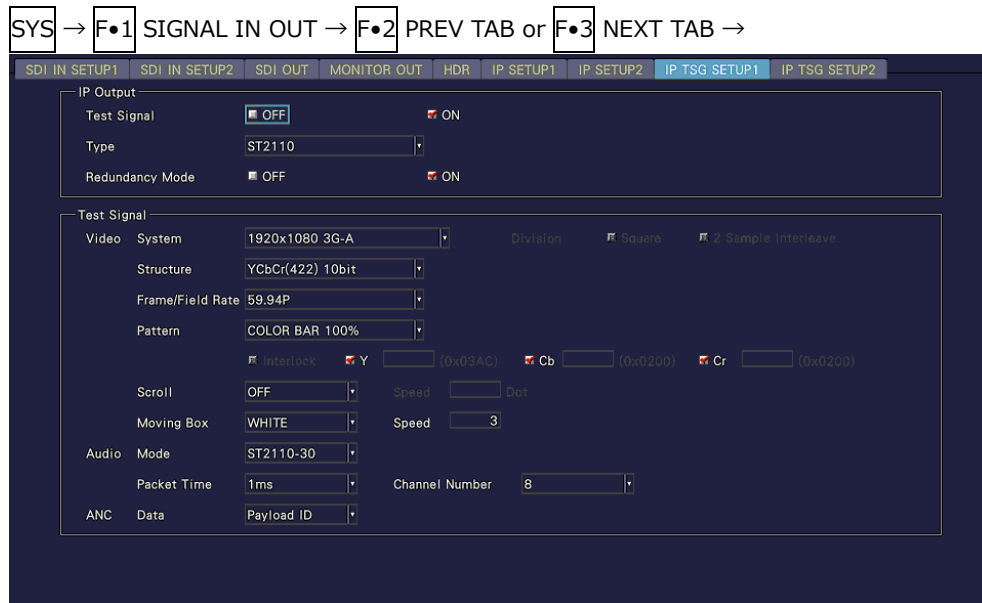 SYS → F•1 SIGNAL IN OUT → F•2 PREV TAB or F•3 NEXT TAB →
SDI IN SETUP1 SDI IN SETUP2 SDI OUT MONITOR OUT HDR IP SETUP1 IP SETUP2 IP TSG SETUP1 IP TSG SETUP2
IP Output
Test Signal OFF ON
Type ST2110
Redundancy Mode OFF ON
Test Signal
Video System 1920x1080 3G-A Division Square 2 Sample Interleave
Structure YCbCr(422) 10bit
Frame/Field Rate 59.94P
Pattern COLOR BAR 100%
Interlock Y (0x03AC) Cb (0x0200) Cr (0x0200)
Scroll OFF Speed Dot
Moving Box WHITE Speed 3
Audio Mode ST2110-30
Packet Time 1ms Channel Number 8
ANC Data Payload ID